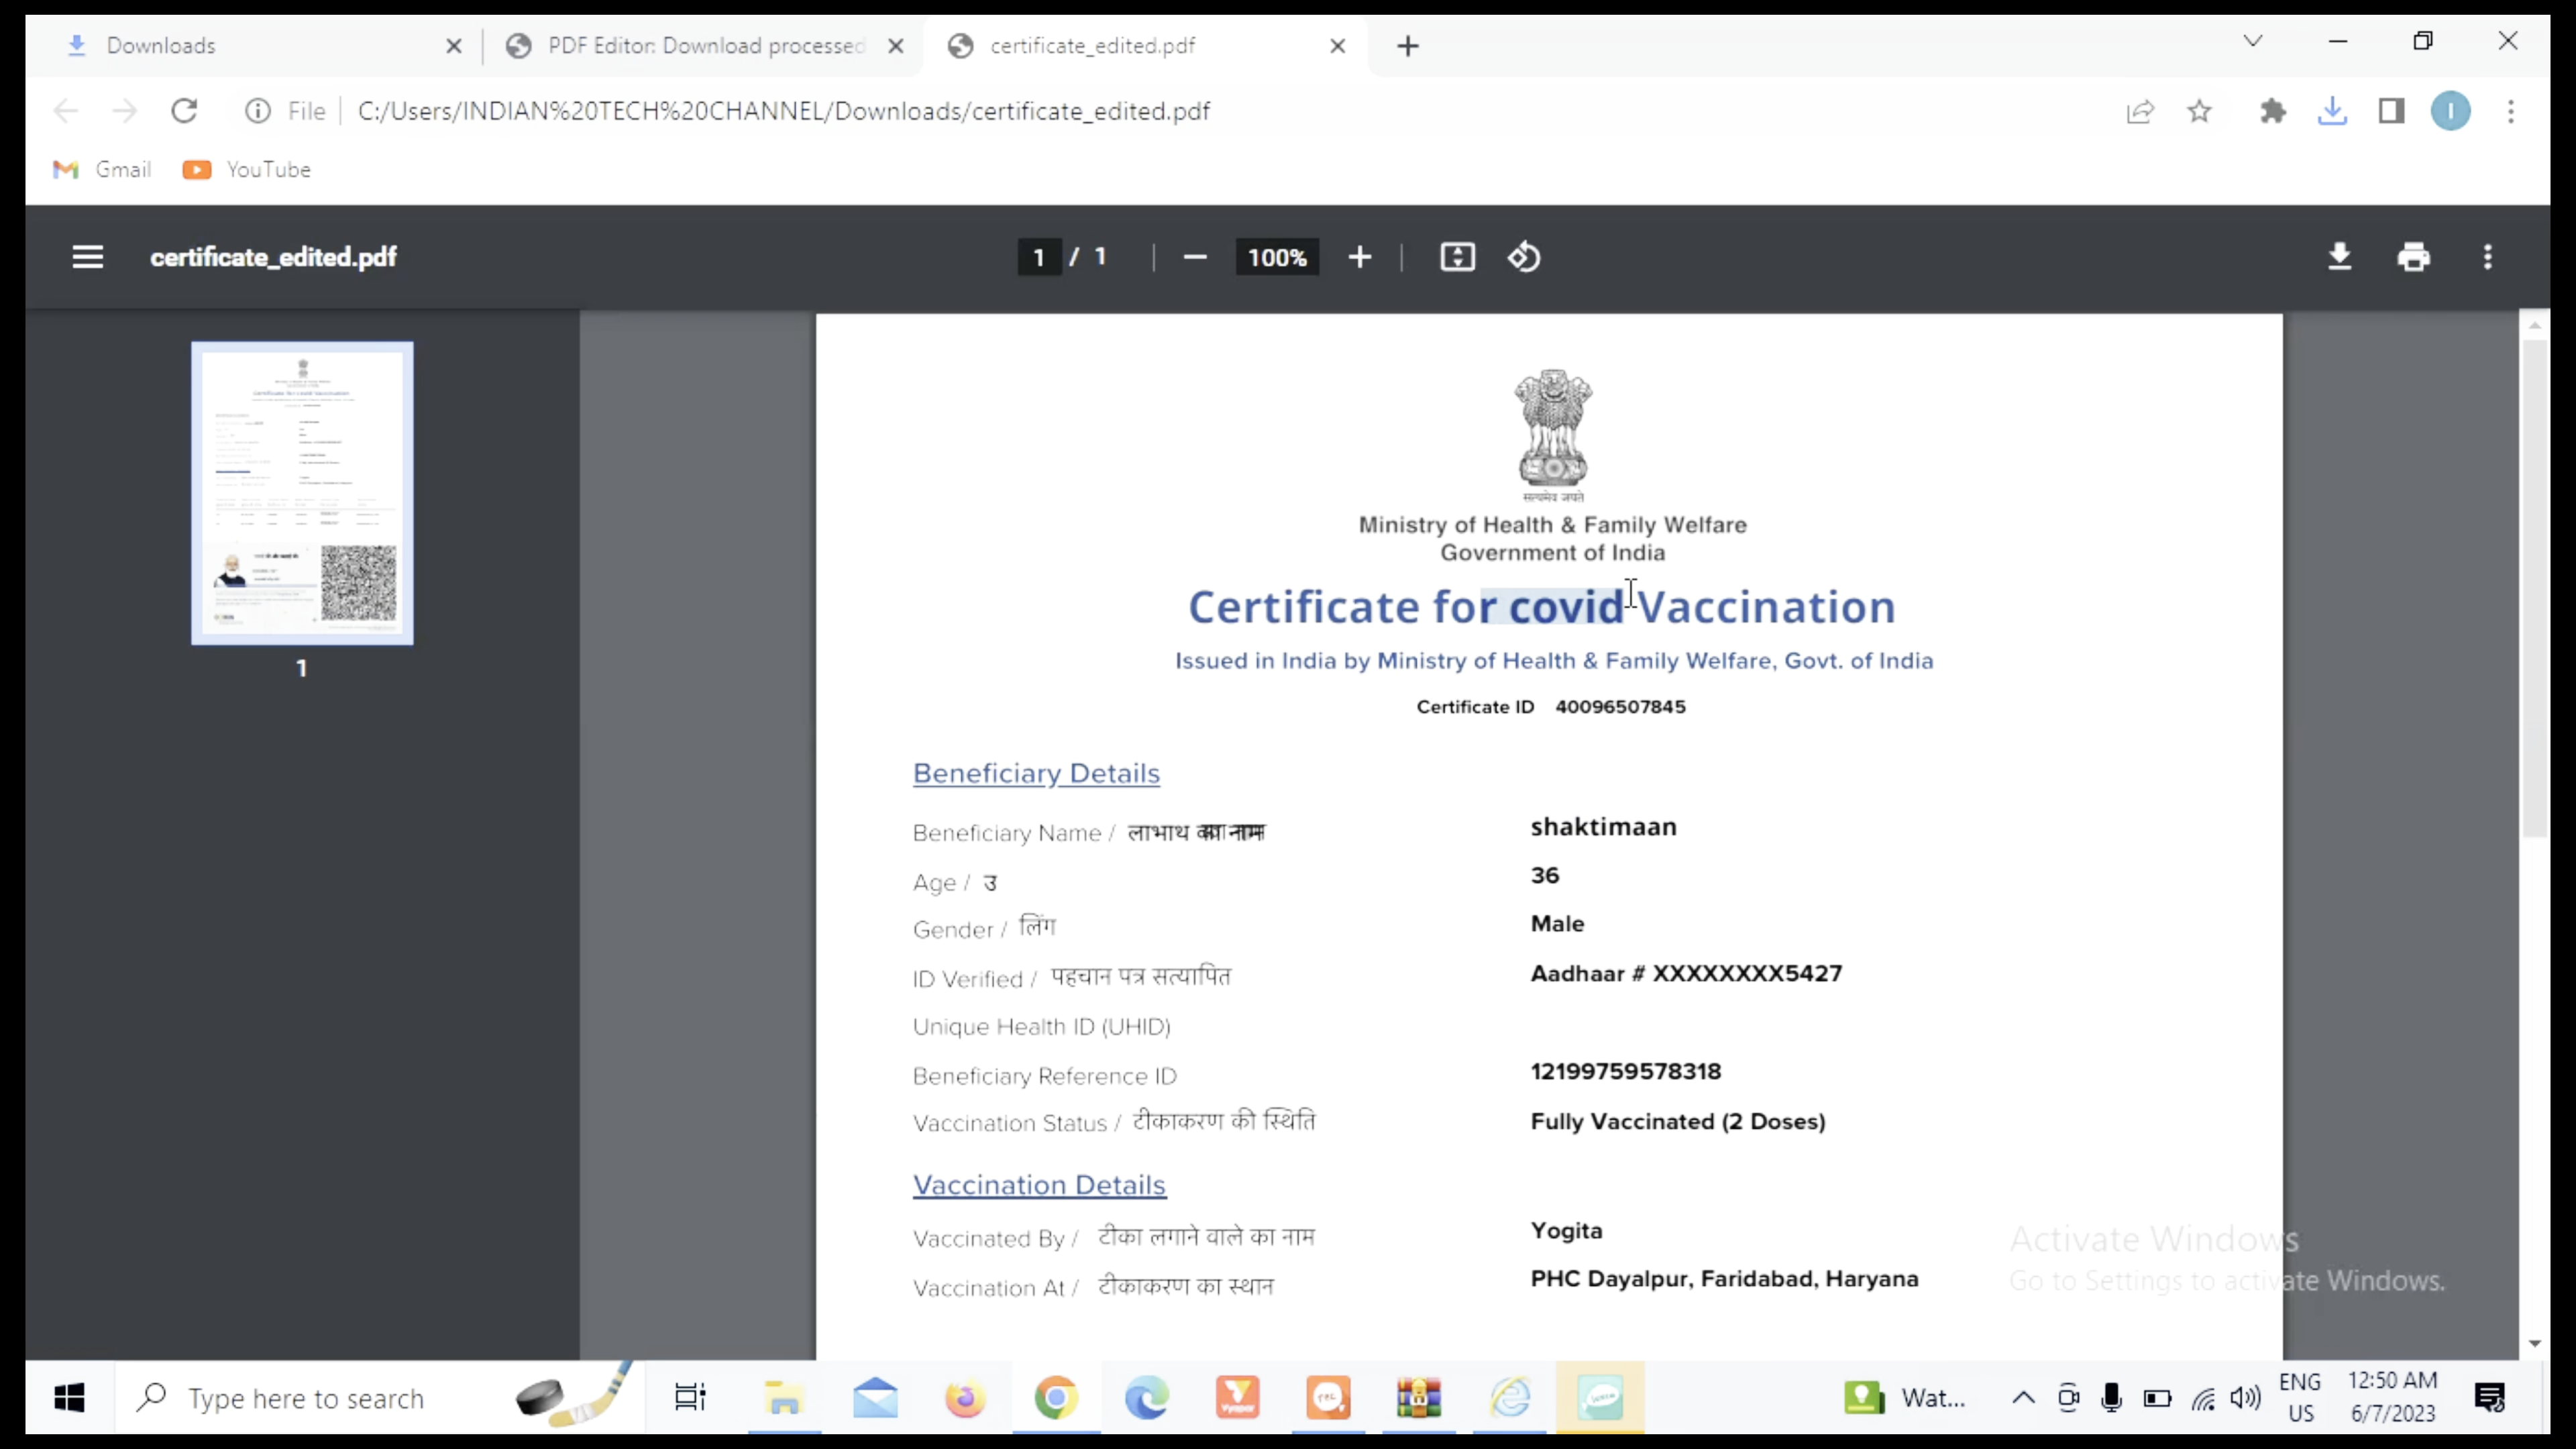 Downloads
PDF Editor: Download processed
certificate_edited.pdf
File
C:/Users/INDIAN%20TECH%20CHANNEL/Downloads/certificate_edited.pdf
I
Gmail
YouTube
certificate_edited.pdf
1 / 1
100%
1
सत्यमेव जयते
Ministry of Health & Family Welfare
Government of India
Certificate for covid Vaccination
Issued in India by Ministry of Health & Family Welfare, Govt. of India
Certificate ID 40096507845
Beneficiary Details
Beneficiary Name / लाभाथ का नाम shaktimaan
Age / उ 36
Gender / लिंग Male
ID Verified / पहचान पत्र सत्यापित Aadhaar # XXXXXXXX5427
Unique Health ID (UHID)
Beneficiary Reference ID 12199759578318
Vaccination Status / टीकाकरण की स्थिति Fully Vaccinated (2 Doses)
Vaccination Details
Vaccinated By / टीका लगाने वाले का नाम Yogita
Vaccination At / टीकाकरण का स्थान PHC Dayalpur, Faridabad, Haryana
Activate Windows
Go to Settings to activate Windows.
Type here to search
Wat...
ENG
US
12:50 AM
6/7/2023